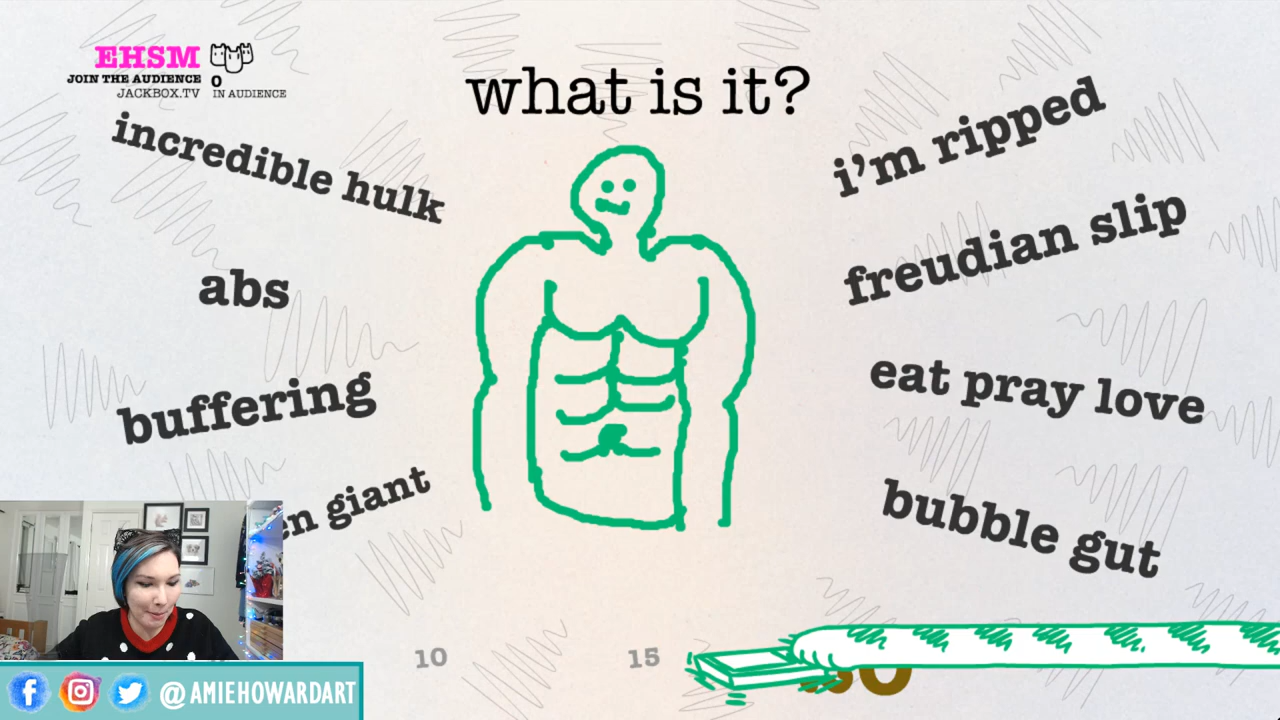 EHSM
JOIN THE AUDIENCE
JACKBOX.TV
0
IN AUDIENCE
what is it?
incredible hulk
abs
buffering
giant
i'm ripped
freudian slip
eat pray love
bubble gut
10
15
@AMIEHOWARDART